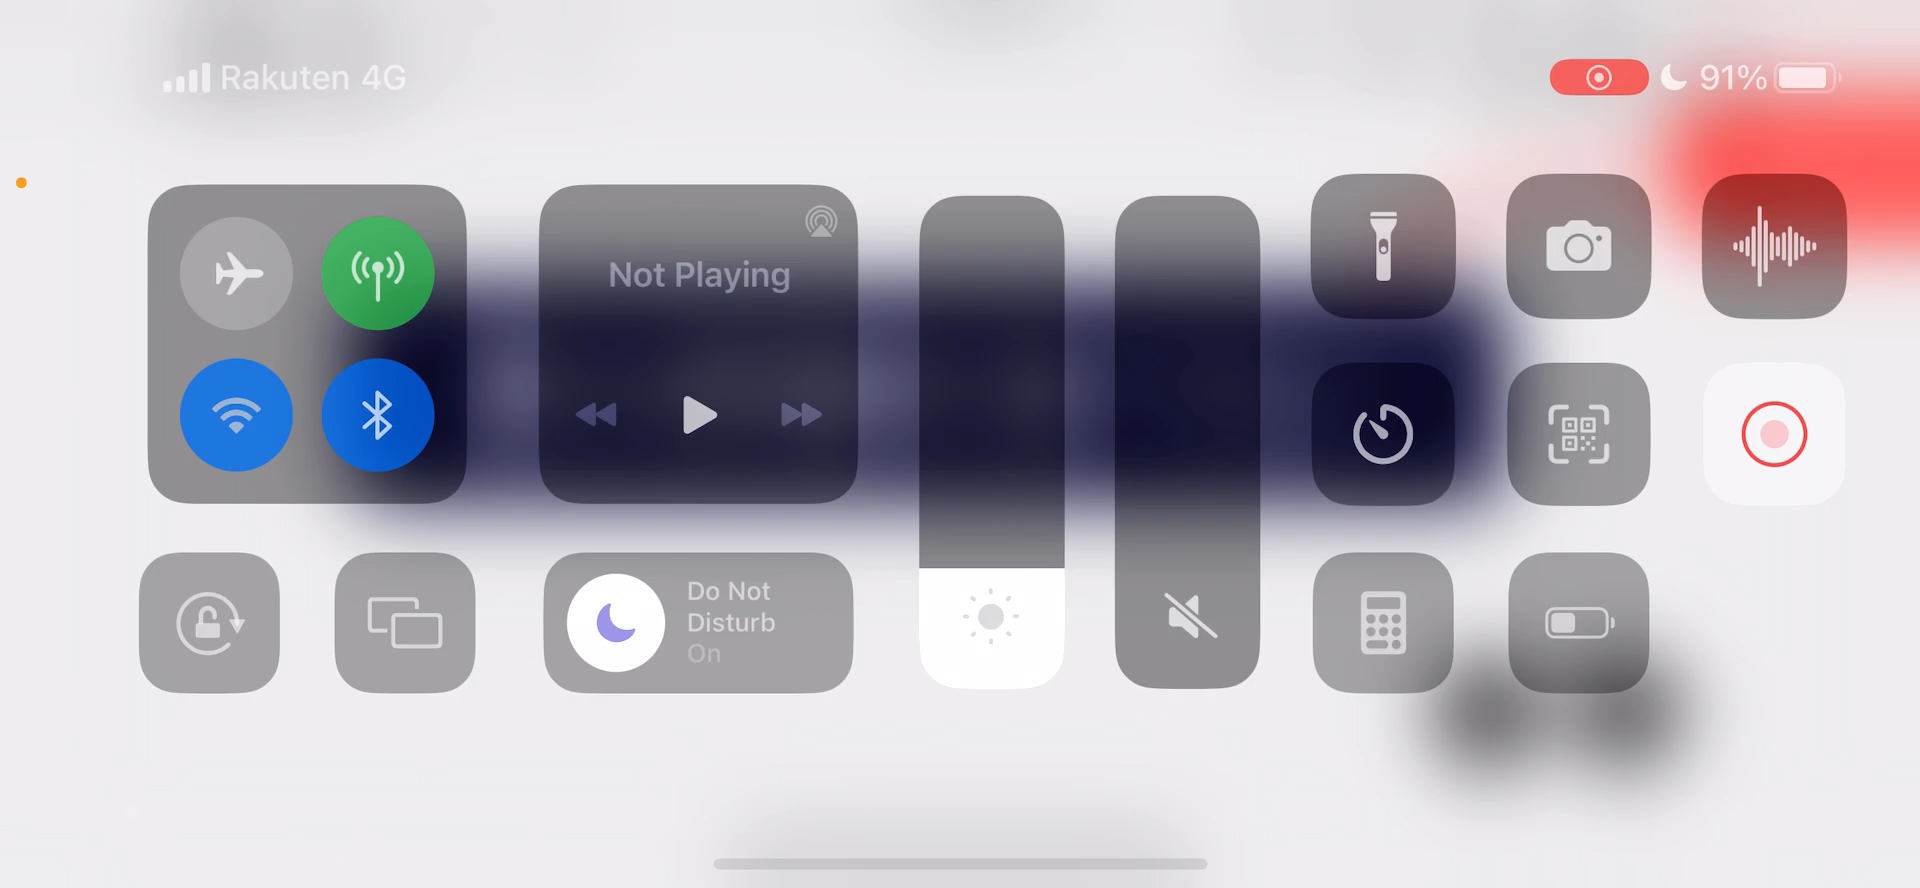 Rakuten 4G
91%
Not Playing
Do Not
Disturb
On